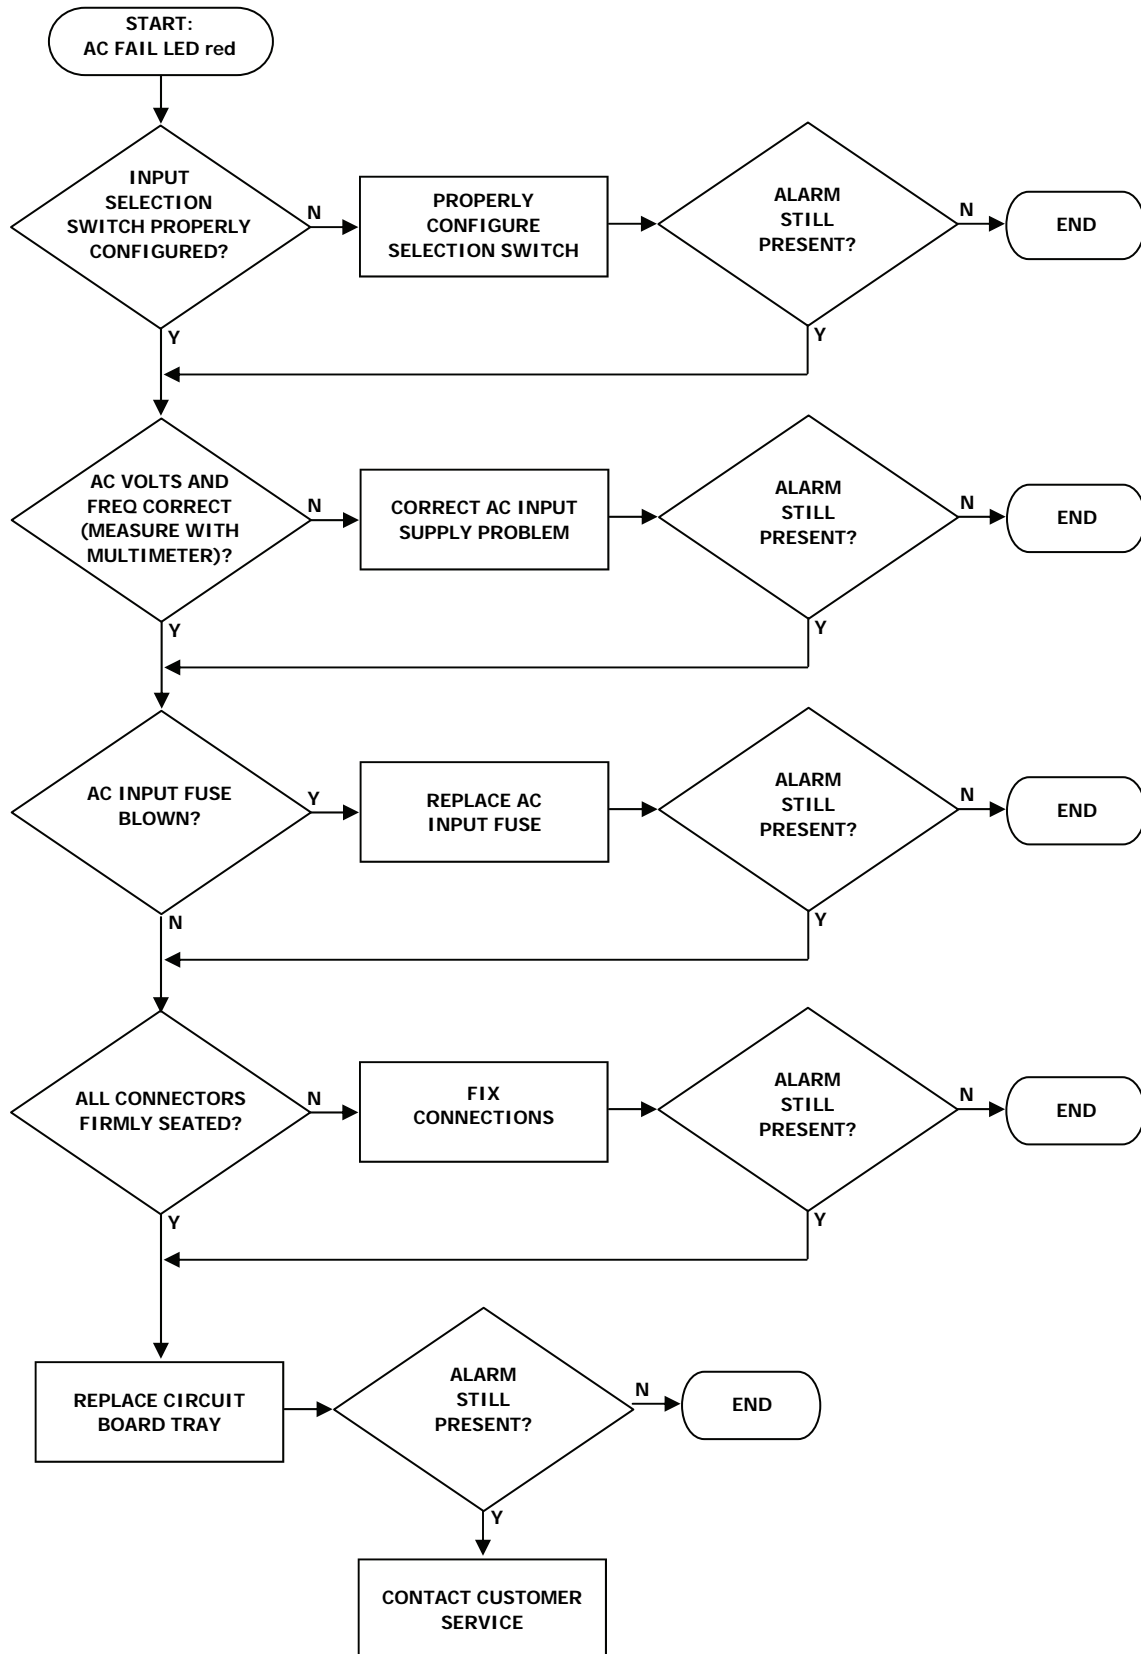 START:
AC FAIL LED red
INPUT
SELECTION
SWITCH PROPERLY
CONFIGURED?
N
PROPERLY
CONFIGURE
SELECTION SWITCH
ALARM
STILL
PRESENT?
N
END
Y
Y
AC VOLTS AND
FREQ CORRECT
(MEASURE WITH
MULTIMETER)?
N
CORRECT AC INPUT
SUPPLY PROBLEM
ALARM
STILL
PRESENT?
N
END
Y
Y
AC INPUT FUSE
BLOWN?
Y
REPLACE AC
INPUT FUSE
ALARM
STILL
PRESENT?
N
END
N
Y
ALL CONNECTORS
FIRMLY SEATED?
N
FIX
CONNECTIONS
ALARM
STILL
PRESENT?
N
END
Y
Y
REPLACE CIRCUIT
BOARD TRAY
ALARM
STILL
PRESENT?
N
END
Y
CONTACT CUSTOMER
SERVICE